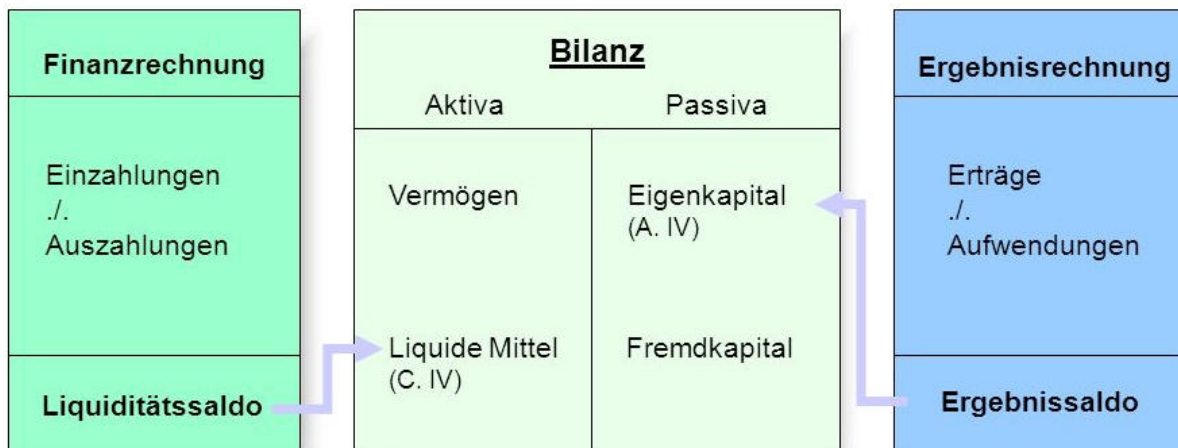 Finanzrechnung
Einzahlungen
./.
Auszahlungen
Liquiditätssaldo
Bilanz
Aktiva Passiva
Vermögen
Liquide Mittel
(C. IV)
Eigenkapital
(A. IV)
Fremdkapital
Ergebnisrechnung
Erträge
./.
Aufwendungen
Ergebnissaldo